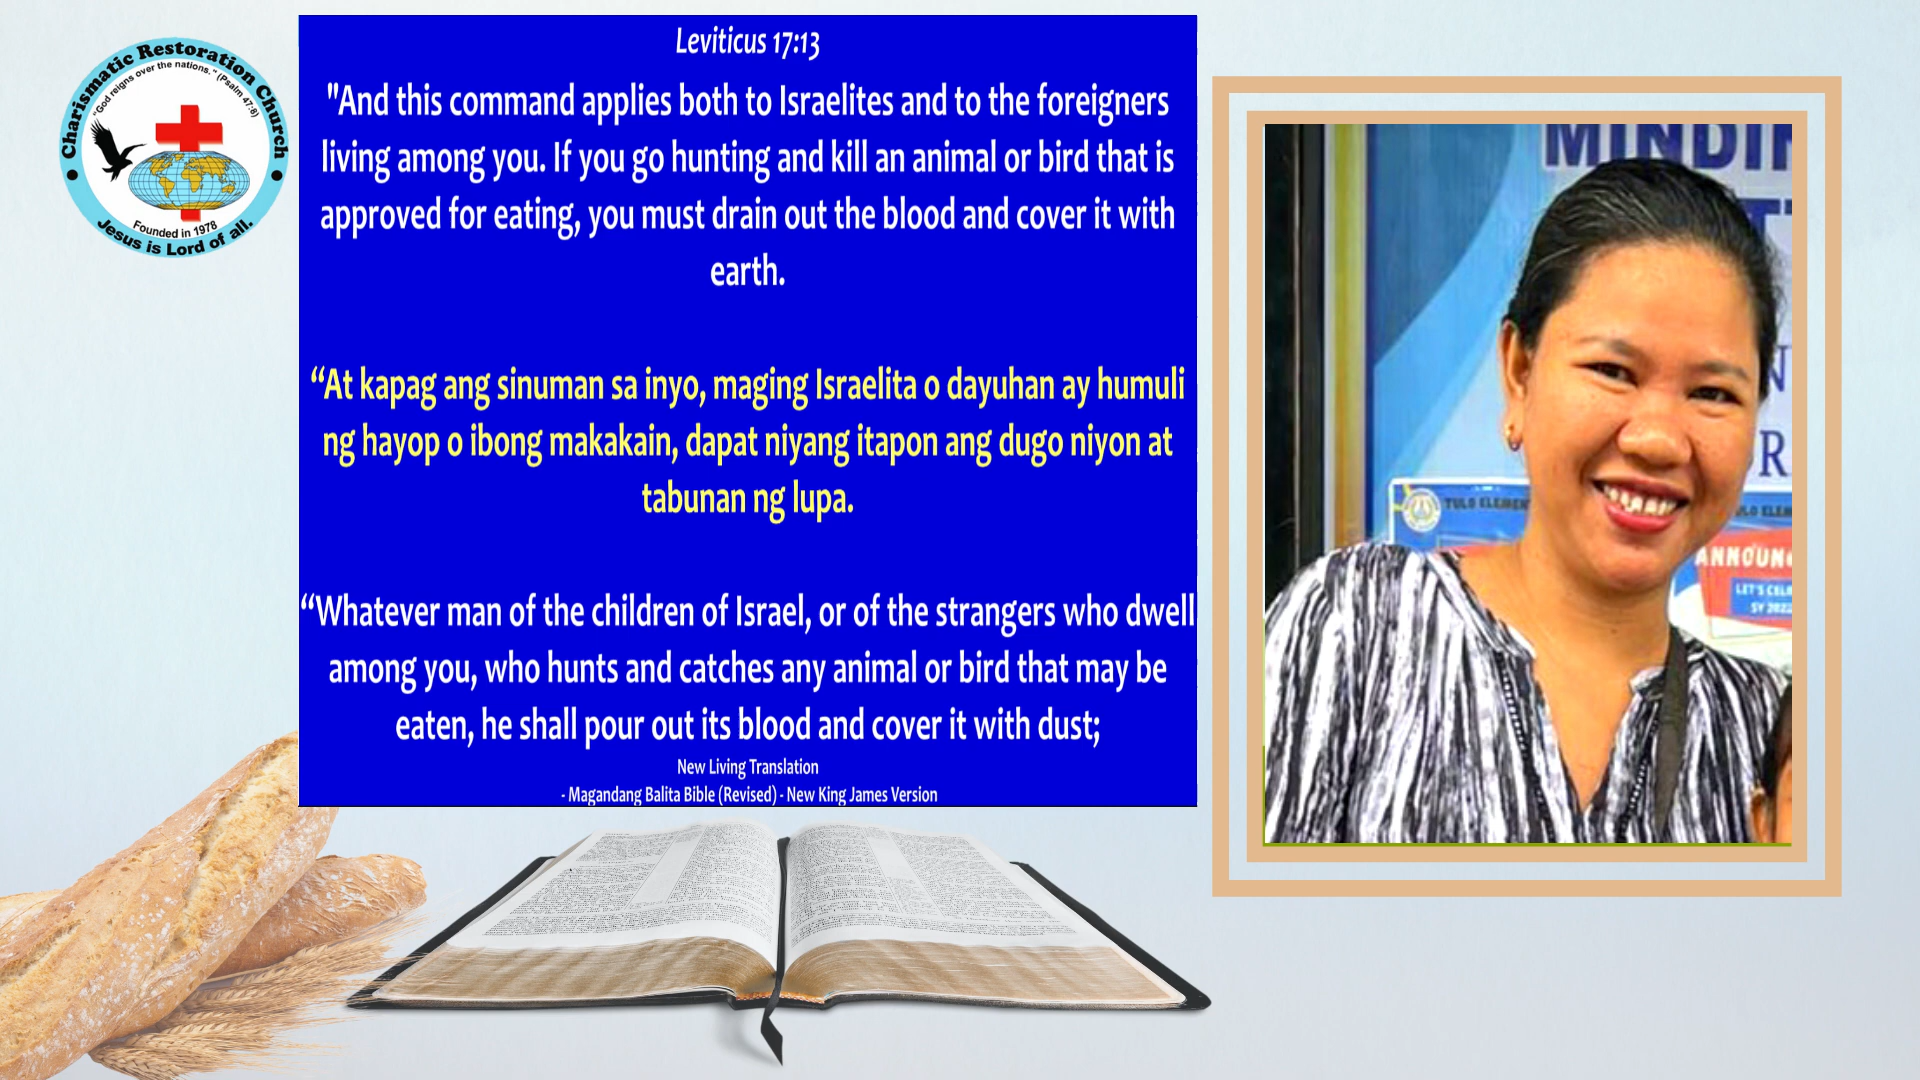 Charismatic Restoration Church
"God reigns over the nations." (Psalm 47:8)
Founded in 1978
Jesus is Lord of all.
Leviticus 17:13
"And this command applies both to Israelites and to the foreigners
living among you. If you go hunting and kill an animal or bird that is
approved for eating, you must drain out the blood and cover it with
earth.
“At kapag ang sinuman sa inyo, maging Israelita o dayuhan ay humuli
ng hayop o ibong makakain, dapat niyang itapon ang dugo niyon at
tabunan ng lupa.
“Whatever man of the children of Israel, or of the strangers who dwell
among you, who hunts and catches any animal or bird that may be
eaten, he shall pour out its blood and cover it with dust;
New Living Translation
- Magandang Balita Bible (Revised) - New King James Version
TULO ELEMEN
ANNOUN